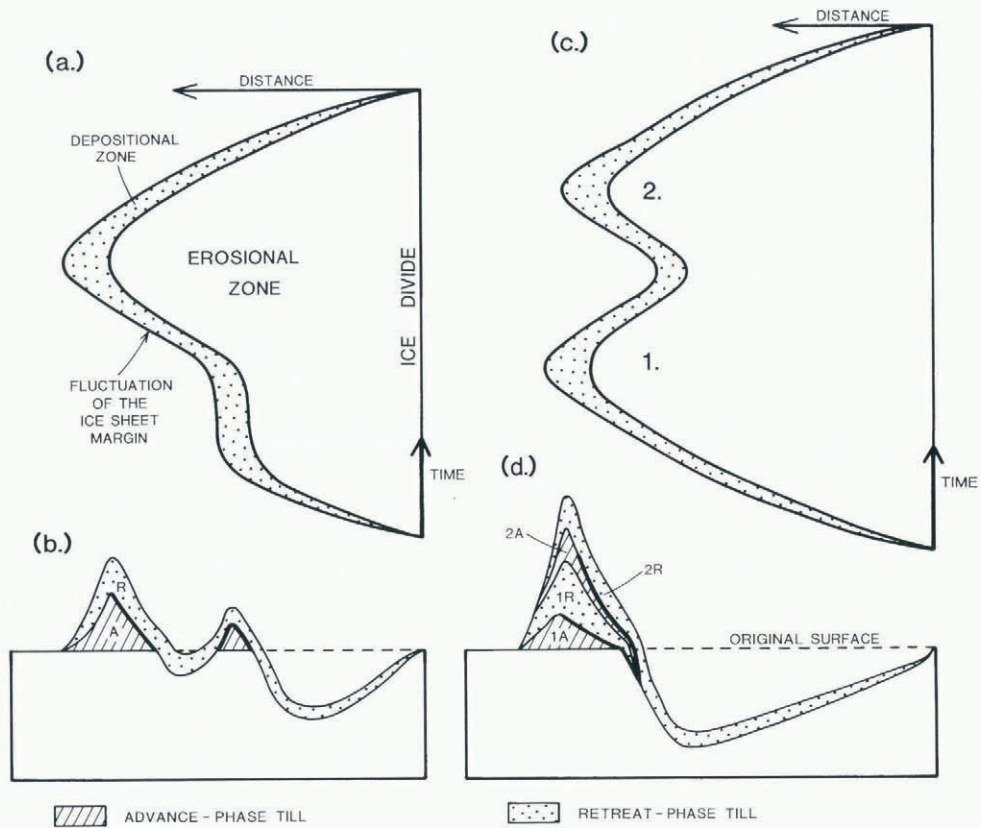 (a.)
DISTANCE
DEPOSITIONAL
ZONE
EROSIONAL
ZONE
ICE DIVIDE
FLUCTUATION
OF THE
ICE SHEET
MARGIN
TIME
(b.)
R
A
(c.)
DISTANCE
2.
1.
TIME
(d.)
2A
2R
1R
1A
ORIGINAL SURFACE
ADVANCE-PHASE TILL
RETREAT-PHASE TILL